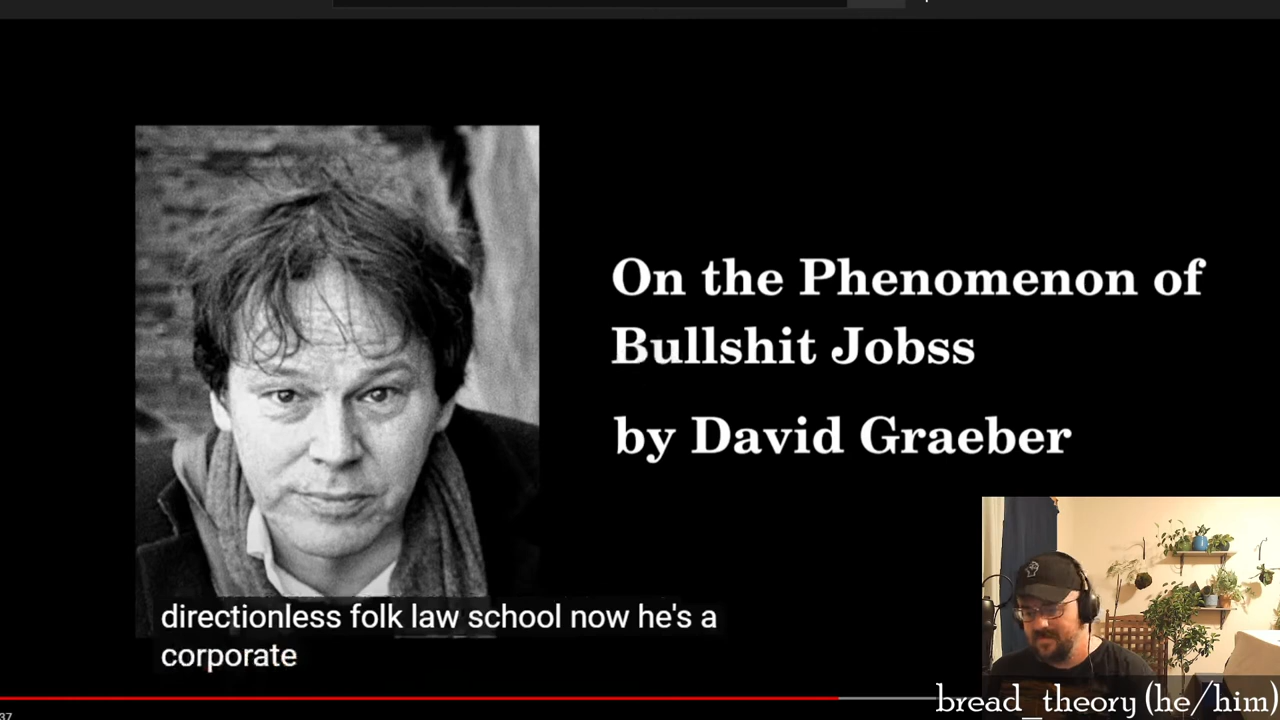 On the Phenomenon of
Bullshit Jobss
by David Graeber
directionless folk law school now he's a
corporate
bread_theory (he/him)
37